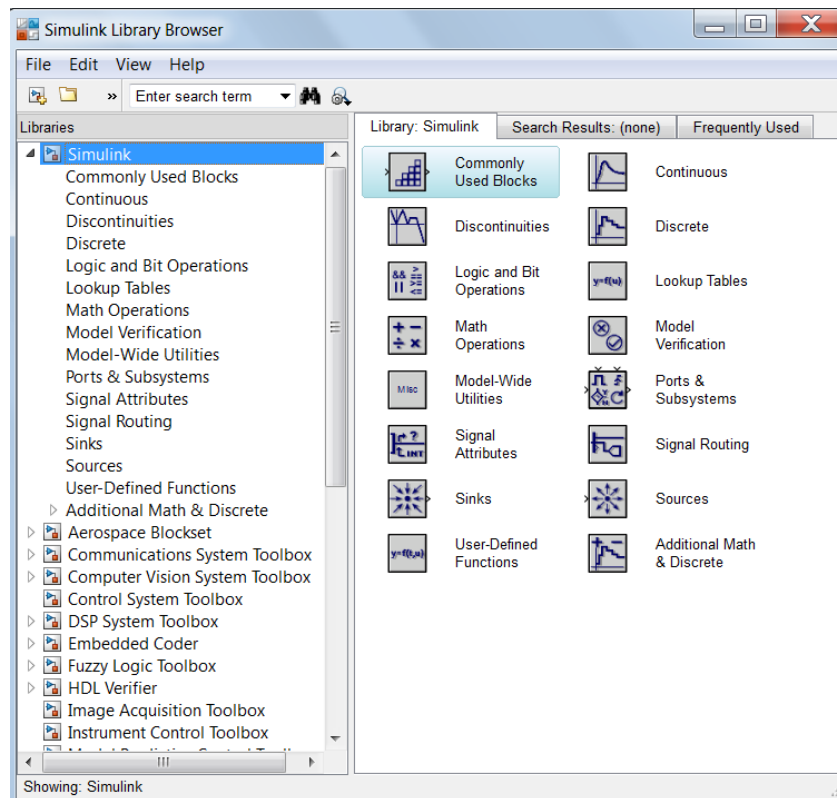 Simulink Library Browser
File Edit View Help
» Enter search term
Libraries
Simulink
Commonly Used Blocks
Continuous
Discontinuities
Discrete
Logic and Bit Operations
Lookup Tables
Math Operations
Model Verification
Model-Wide Utilities
Ports & Subsystems
Signal Attributes
Signal Routing
Sinks
Sources
User-Defined Functions
Additional Math & Discrete
Aerospace Blockset
Communications System Toolbox
Computer Vision System Toolbox
Control System Toolbox
DSP System Toolbox
Embedded Coder
Fuzzy Logic Toolbox
HDL Verifier
Image Acquisition Toolbox
Instrument Control Toolbox
Library: Simulink Search Results: (none) Frequently Used
Commonly
Used Blocks
Continuous
Discontinuities
Discrete
&& > 
|| >=
<=
Logic and Bit
Operations
y=f(u)
Lookup Tables
+ −
÷ ×
Math
Operations
Model
Verification
Misc
Model-Wide
Utilities
Ports &
Subsystems
?
INT
Signal
Attributes
Signal Routing
Sinks
Sources
y=f(t,u)
User-Defined
Functions
Additional Math
& Discrete
Showing: Simulink